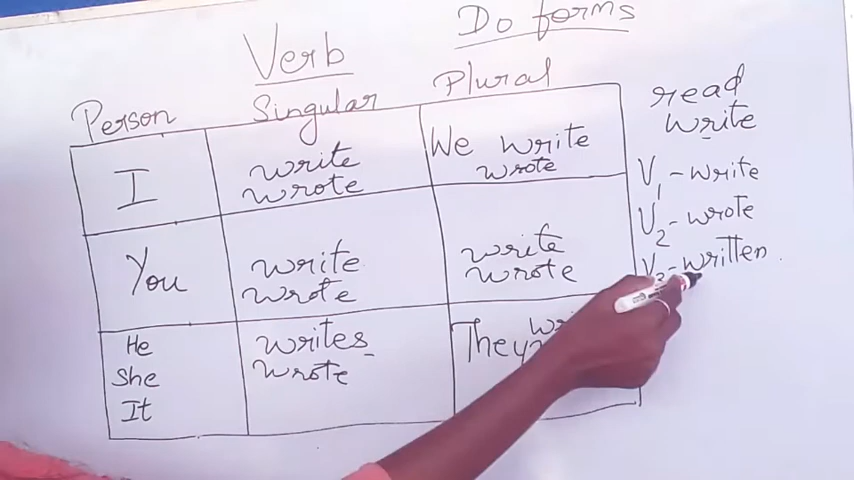 Verb Do forms
Person Singular Plural
I write We write
wrote wrote
You write write
wrote wrote
He writes They
She wrote
It
read
write
V1 - write
V2 - wrote
V3 - written.